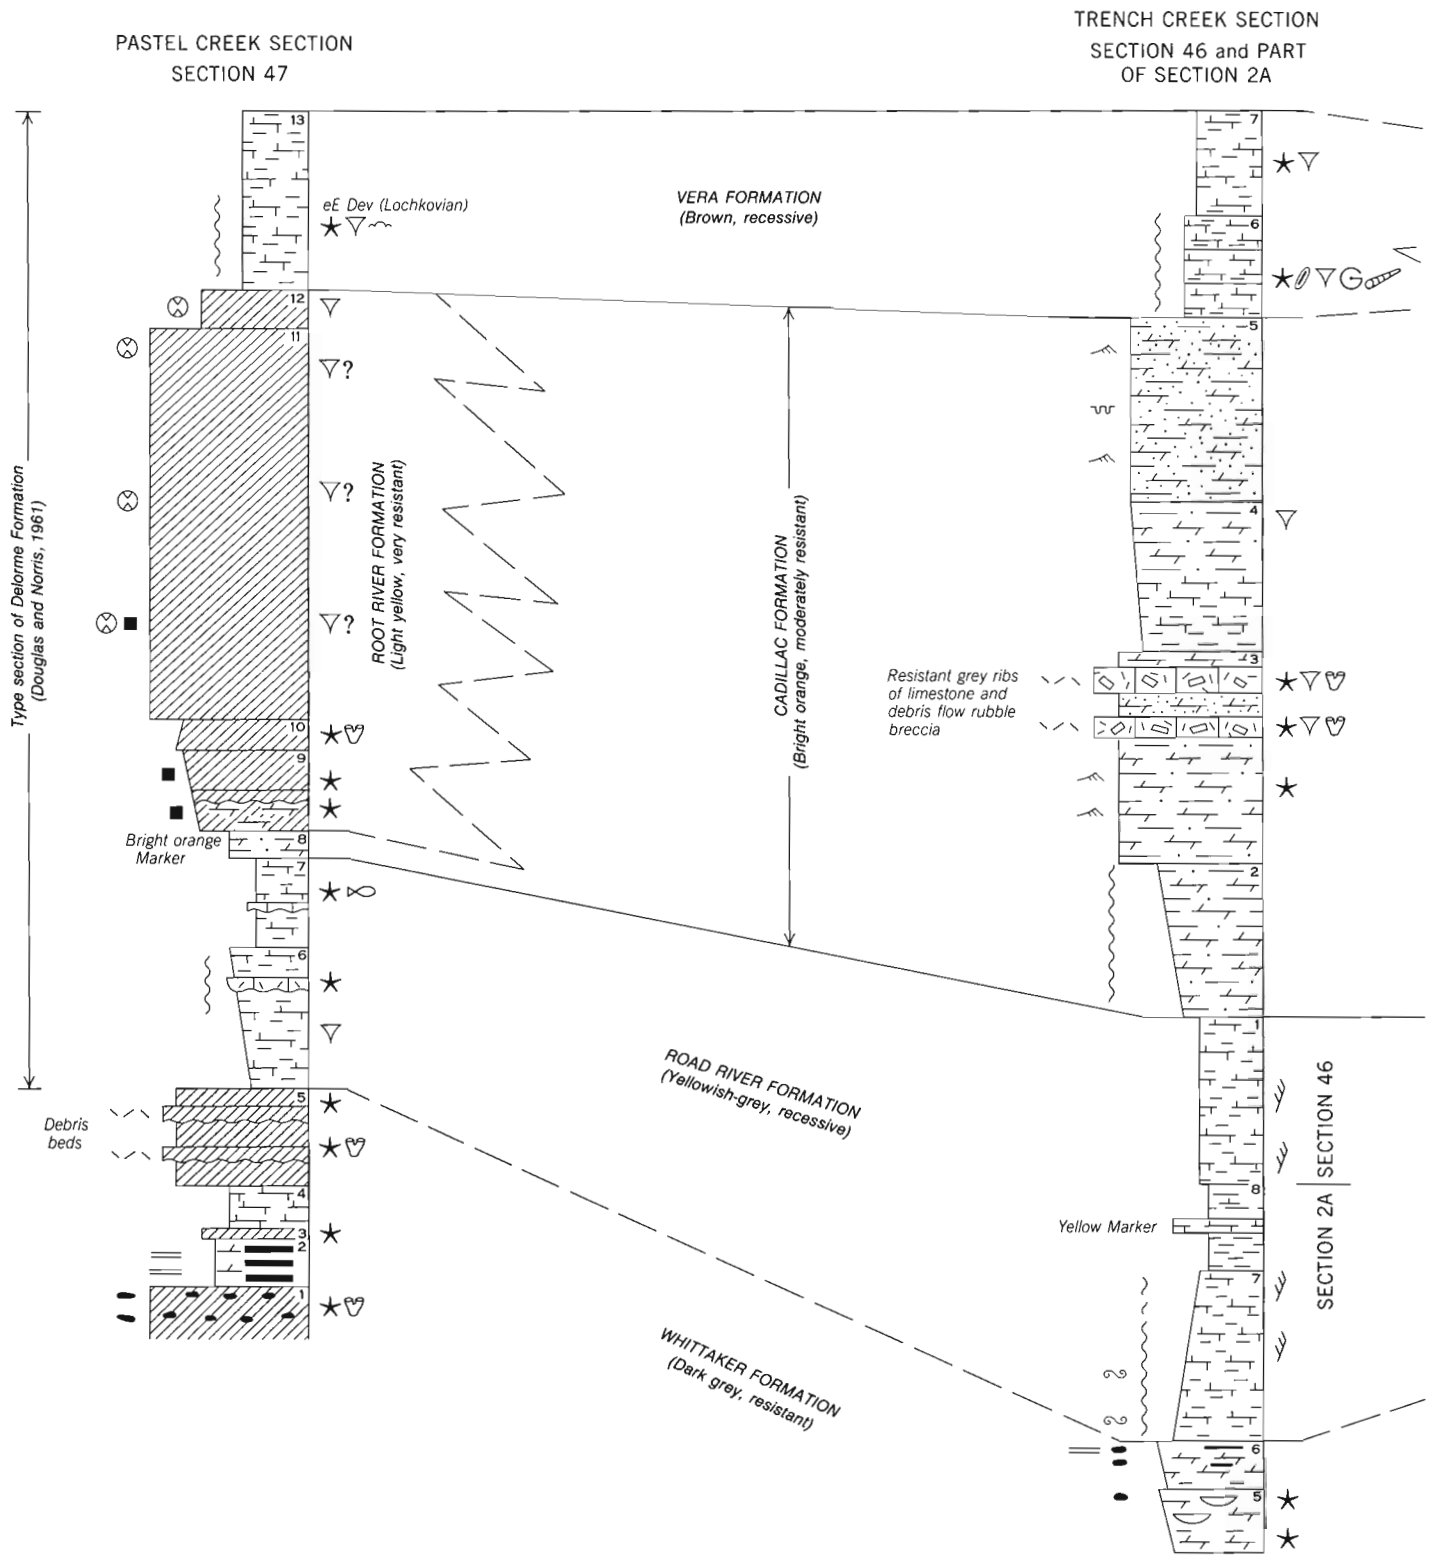 PASTEL CREEK SECTION
SECTION 47
TRENCH CREEK SECTION
SECTION 46 and PART
OF SECTION 2A
Type section of Delorme Formation
(Douglas and Norris, 1961)
13
12
11
10
9
8
7
6
5
4
3
2
1
eE Dev (Lochkovian)
?
?
?
Bright orange
Marker
Debris
beds
VERA FORMATION
(Brown, recessive)
ROOT RIVER FORMATION
(Light yellow, very resistant)
CADILLAC FORMATION
(Bright orange, moderately resistant)
Resistant grey ribs
of limestone and
debris flow rubble
breccia
ROAD RIVER FORMATION
(Yellowish-grey, recessive)
WHITTAKER FORMATION
(Dark grey, resistant)
Yellow Marker
7
6
5
4
3
2
1
8
7
6
5
SECTION 46
SECTION 2A